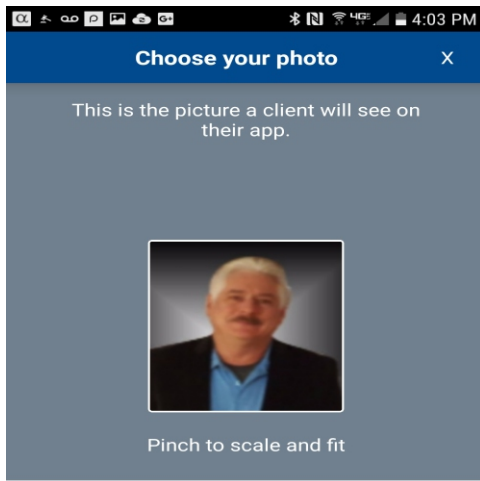 α P G+ 4GE 4:03 PM
Choose your photo X
This is the picture a client will see on
their app.
Pinch to scale and fit